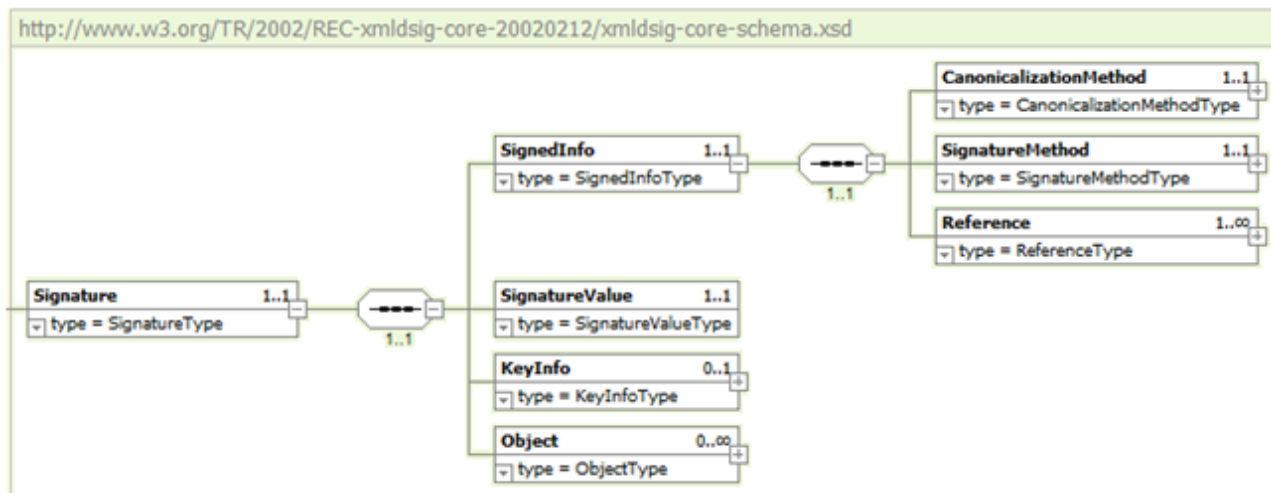 http://www.w3.org/TR/2002/REC-xmldsig-core-20020212/xmldsig-core-schema.xsd
CanonicalizationMethod 1..1
type = CanonicalizationMethodType
SignedInfo 1..1
type = SignedInfoType
1..1
SignatureMethod 1..1
type = SignatureMethodType
Reference 1..∞
type = ReferenceType
Signature 1..1
type = SignatureType
1..1
SignatureValue 1..1
type = SignatureValueType
KeyInfo 0..1
type = KeyInfoType
Object 0..∞
type = ObjectType